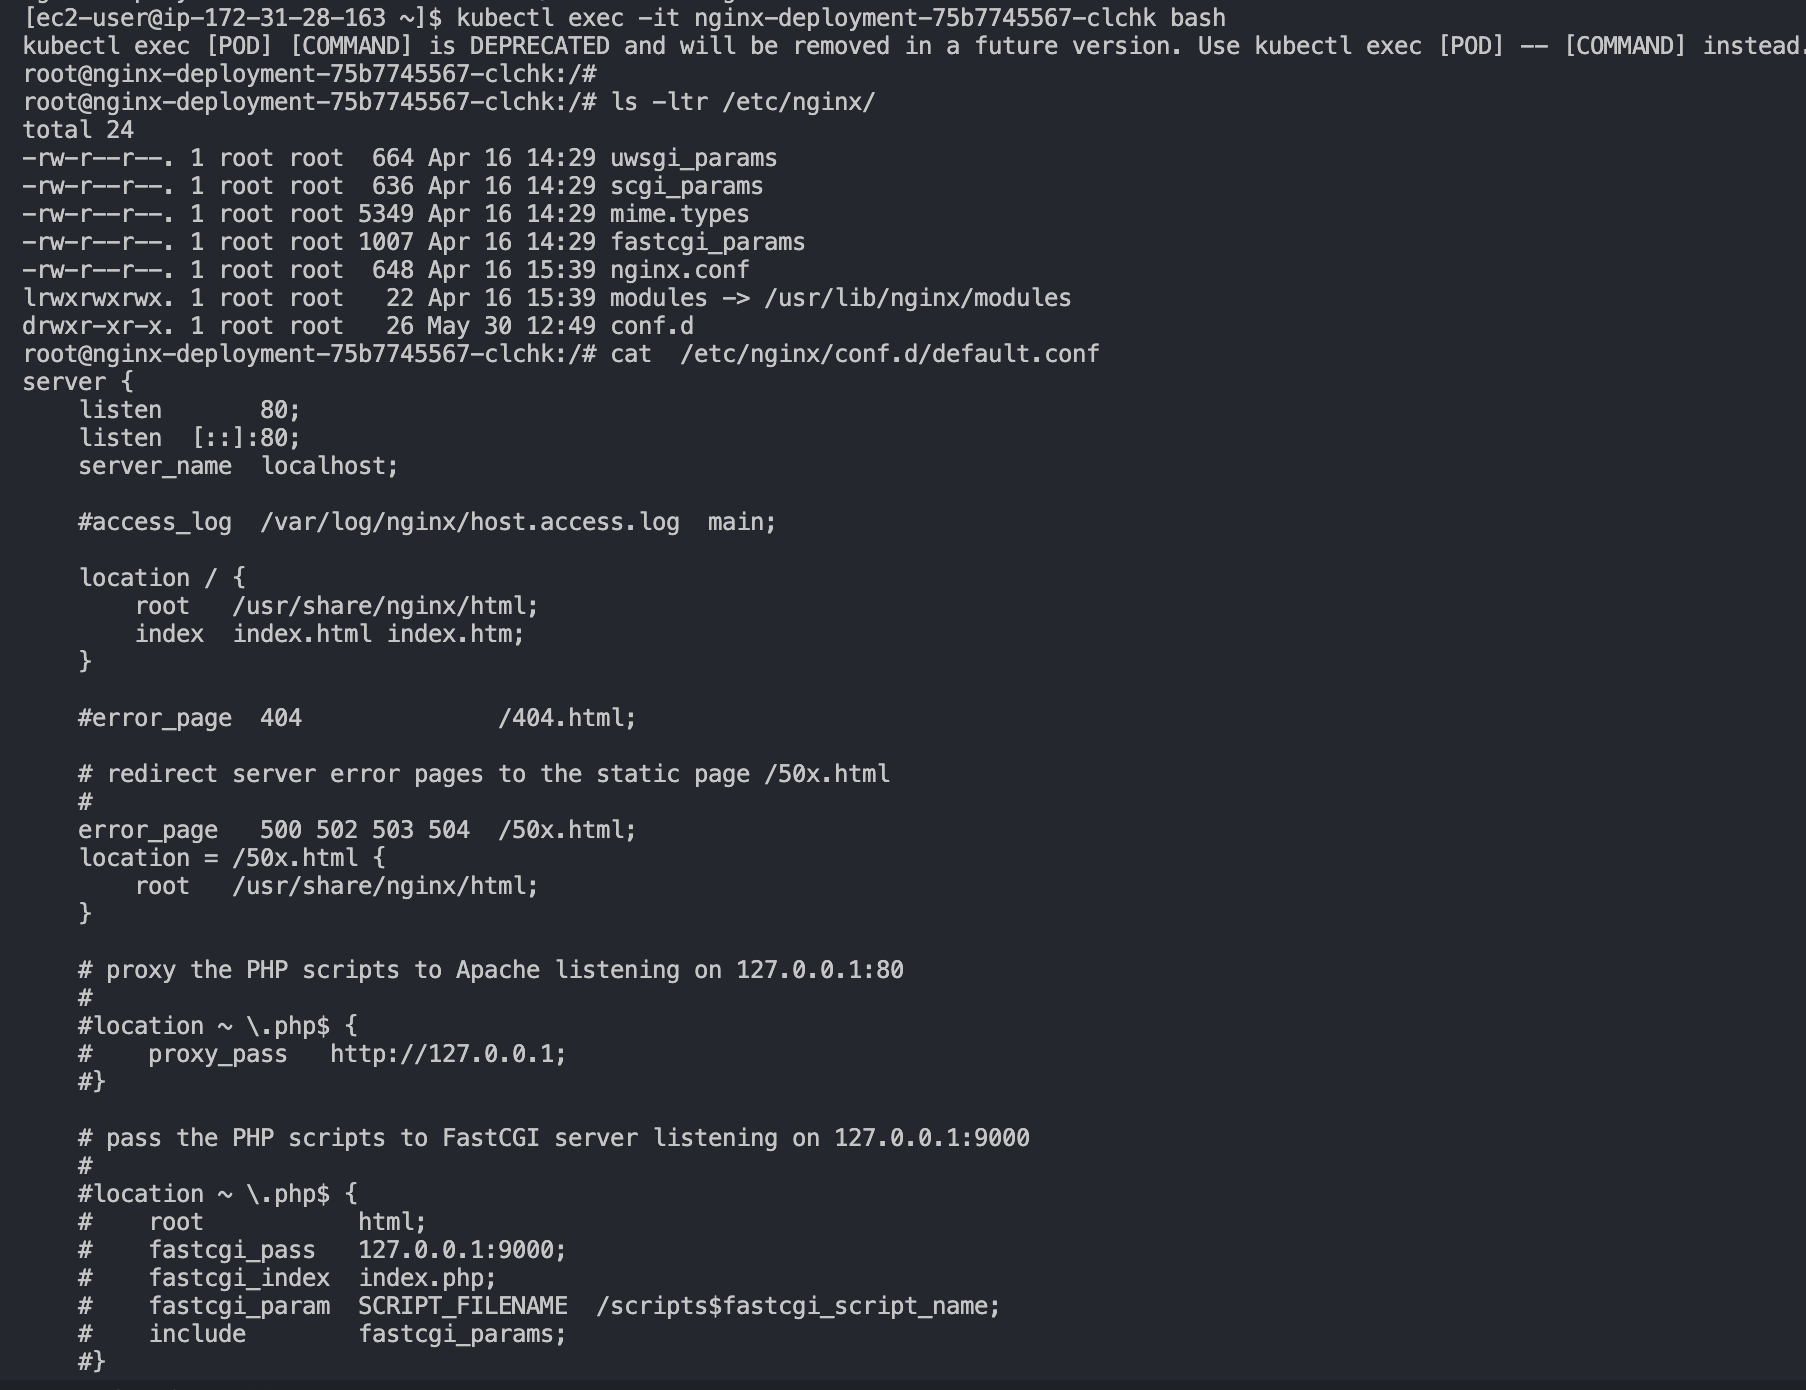 [ec2-user@ip-172-31-28-163 ~]$ kubectl exec -it nginx-deployment-75b7745567-clchk bash
kubectl exec [POD] [COMMAND] is DEPRECATED and will be removed in a future version. Use kubectl exec [POD] -- [COMMAND] instead.
root@nginx-deployment-75b7745567-clchk:/#
root@nginx-deployment-75b7745567-clchk:/# ls -ltr /etc/nginx/
total 24
-rw-r--r--. 1 root root  664 Apr 16 14:29 uwsgi_params
-rw-r--r--. 1 root root  636 Apr 16 14:29 scgi_params
-rw-r--r--. 1 root root 5349 Apr 16 14:29 mime.types
-rw-r--r--. 1 root root 1007 Apr 16 14:29 fastcgi_params
-rw-r--r--. 1 root root  648 Apr 16 15:39 nginx.conf
lrwxrwxrwx. 1 root root   22 Apr 16 15:39 modules -> /usr/lib/nginx/modules
drwxr-xr-x. 1 root root   26 May 30 12:49 conf.d
root@nginx-deployment-75b7745567-clchk:/# cat  /etc/nginx/conf.d/default.conf
server {
    listen       80;
    listen  [::]:80;
    server_name  localhost;

    #access_log  /var/log/nginx/host.access.log  main;

    location / {
        root   /usr/share/nginx/html;
        index  index.html index.htm;
    }

    #error_page  404              /404.html;

    # redirect server error pages to the static page /50x.html
    #
    error_page   500 502 503 504  /50x.html;
    location = /50x.html {
        root   /usr/share/nginx/html;
    }

    # proxy the PHP scripts to Apache listening on 127.0.0.1:80
    #
    #location ~ \.php$ {
    #    proxy_pass   http://127.0.0.1;
    #}

    # pass the PHP scripts to FastCGI server listening on 127.0.0.1:9000
    #
    #location ~ \.php$ {
    #    root           html;
    #    fastcgi_pass   127.0.0.1:9000;
    #    fastcgi_index  index.php;
    #    fastcgi_param  SCRIPT_FILENAME  /scripts$fastcgi_script_name;
    #    include        fastcgi_params;
    #}